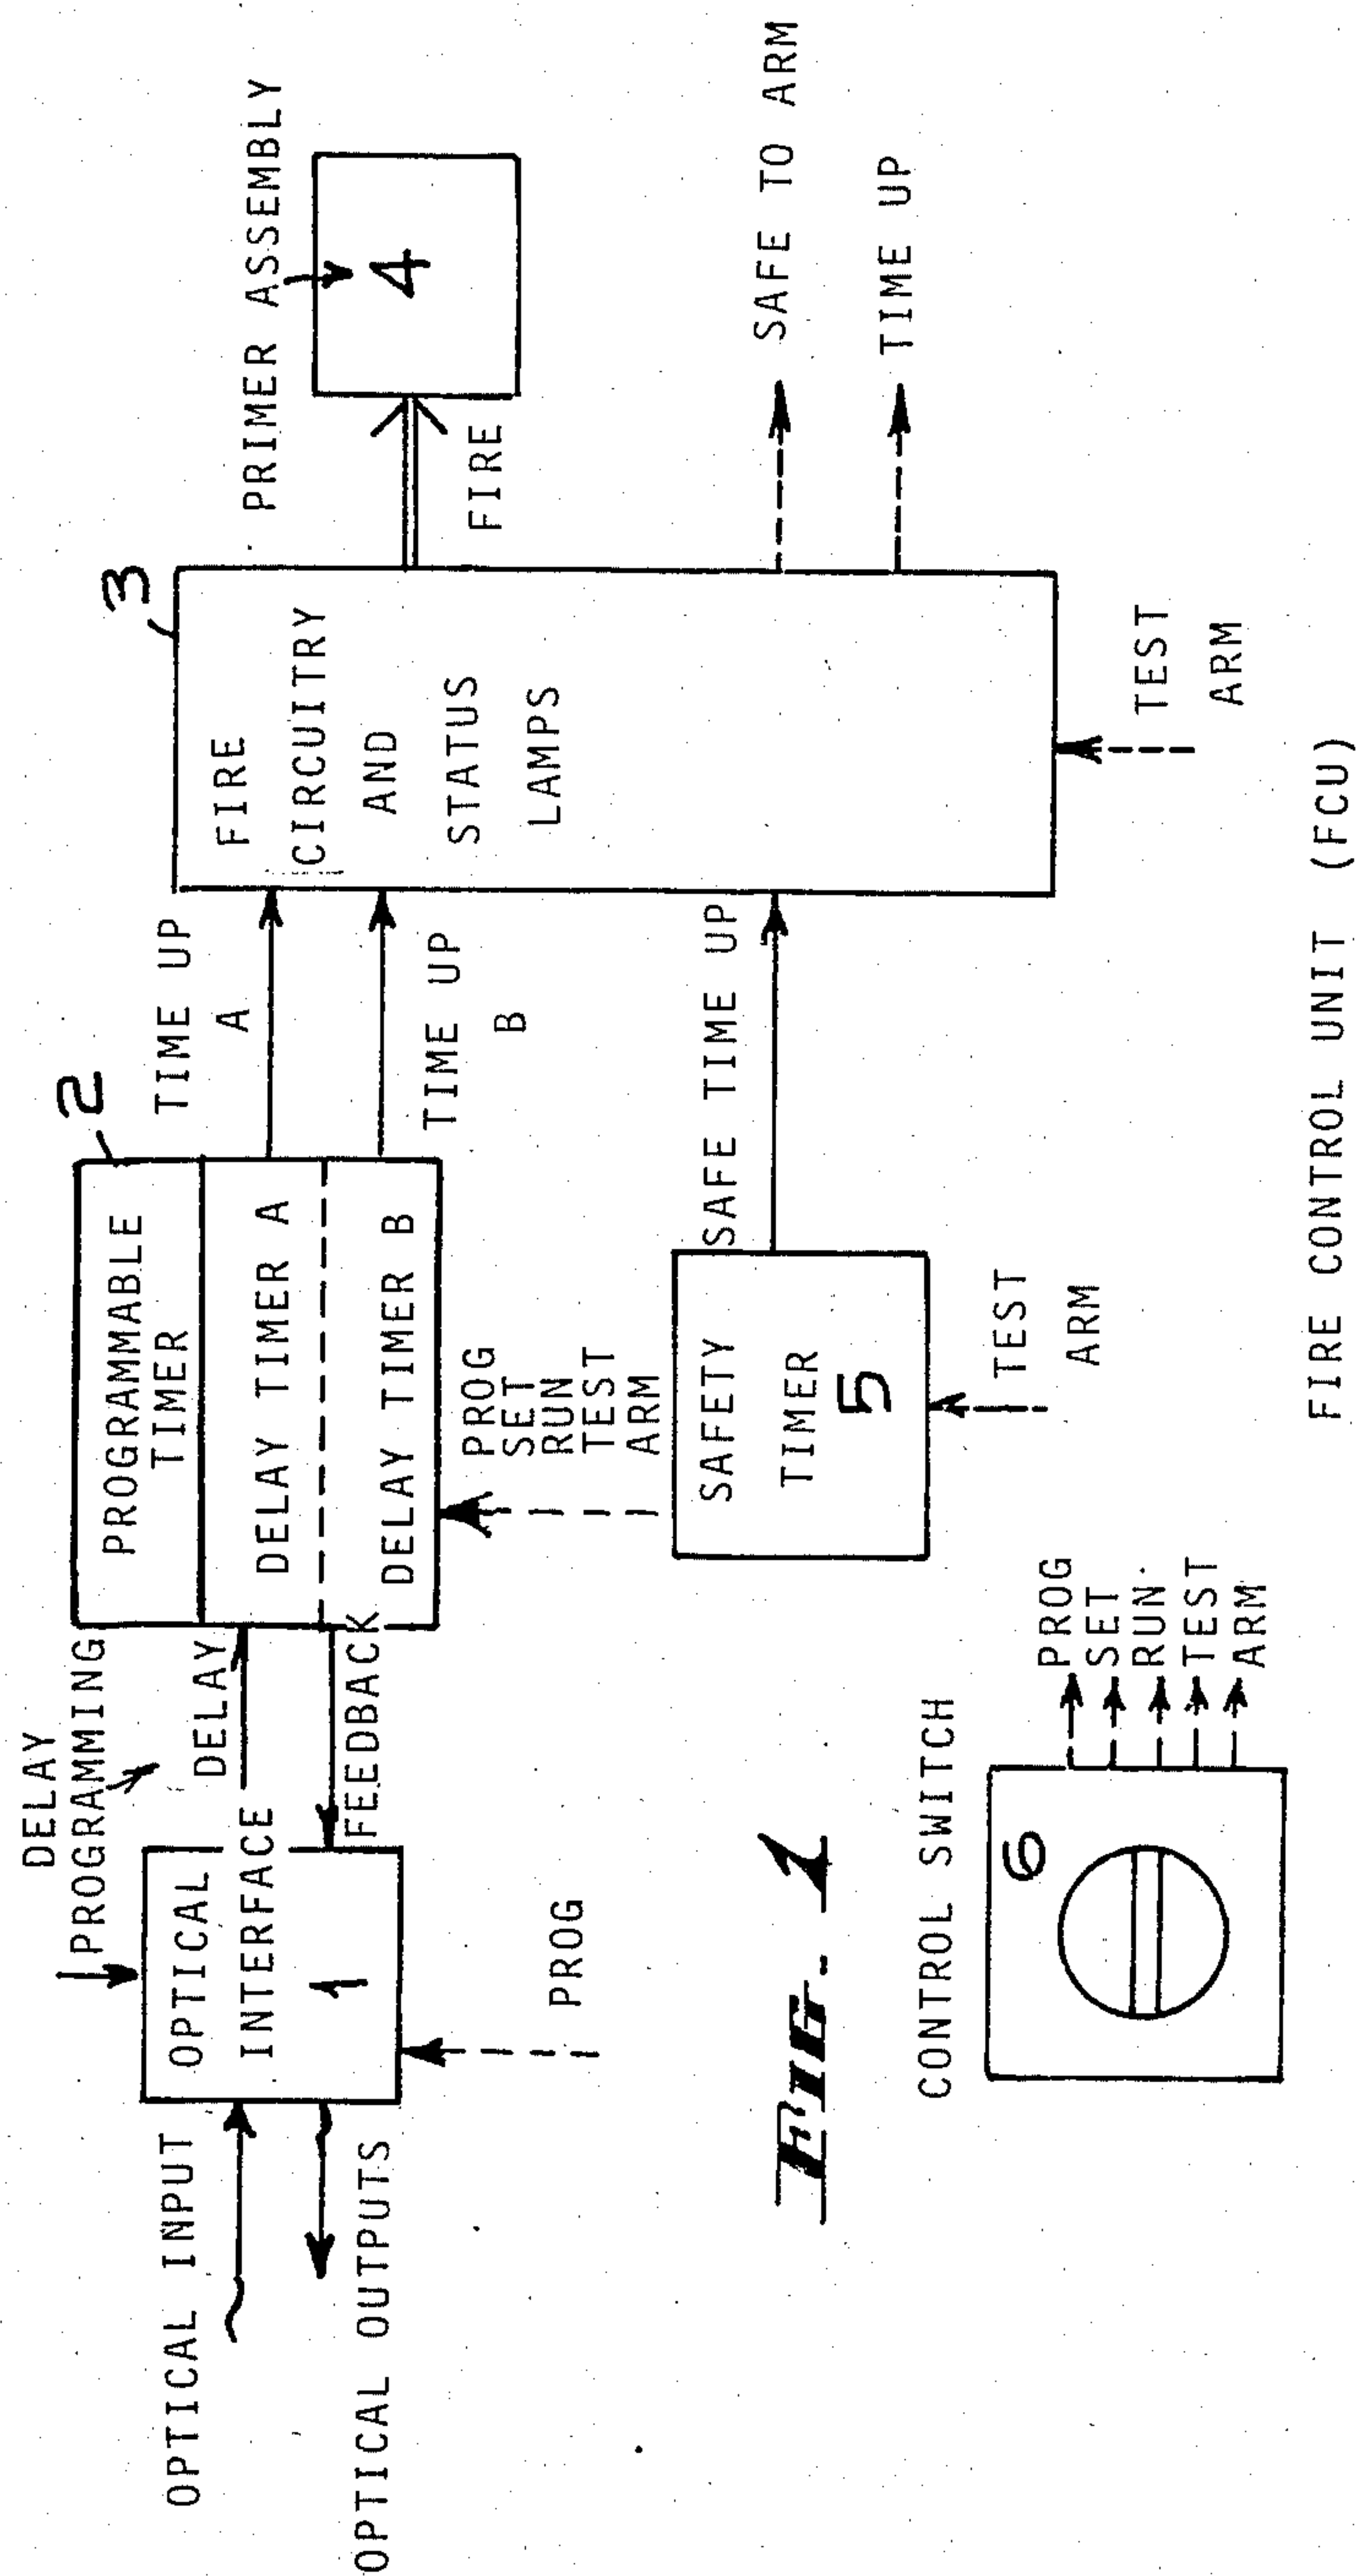 DELAY
PROGRAMMING
OPTICAL INPUT
OPTICAL OUTPUTS
OPTICAL
INTERFACE
1
PROG
DELAY
FEEDBACK
2
PROGRAMMABLE
TIMER
DELAY TIMER A
DELAY TIMER B
PROG
SET
RUN
TEST
ARM
TIME UP
A
TIME UP
B
SAFETY
TIMER
5
SAFE TIME UP
TEST
ARM
3
FIRE
CIRCUITRY
AND
STATUS
LAMPS
TEST
ARM
PRIMER ASSEMBLY
4
FIRE
SAFE TO ARM
TIME UP
FIG. 1
CONTROL SWITCH
6
PROG
SET
RUN
TEST
ARM
FIRE CONTROL UNIT (FCU)